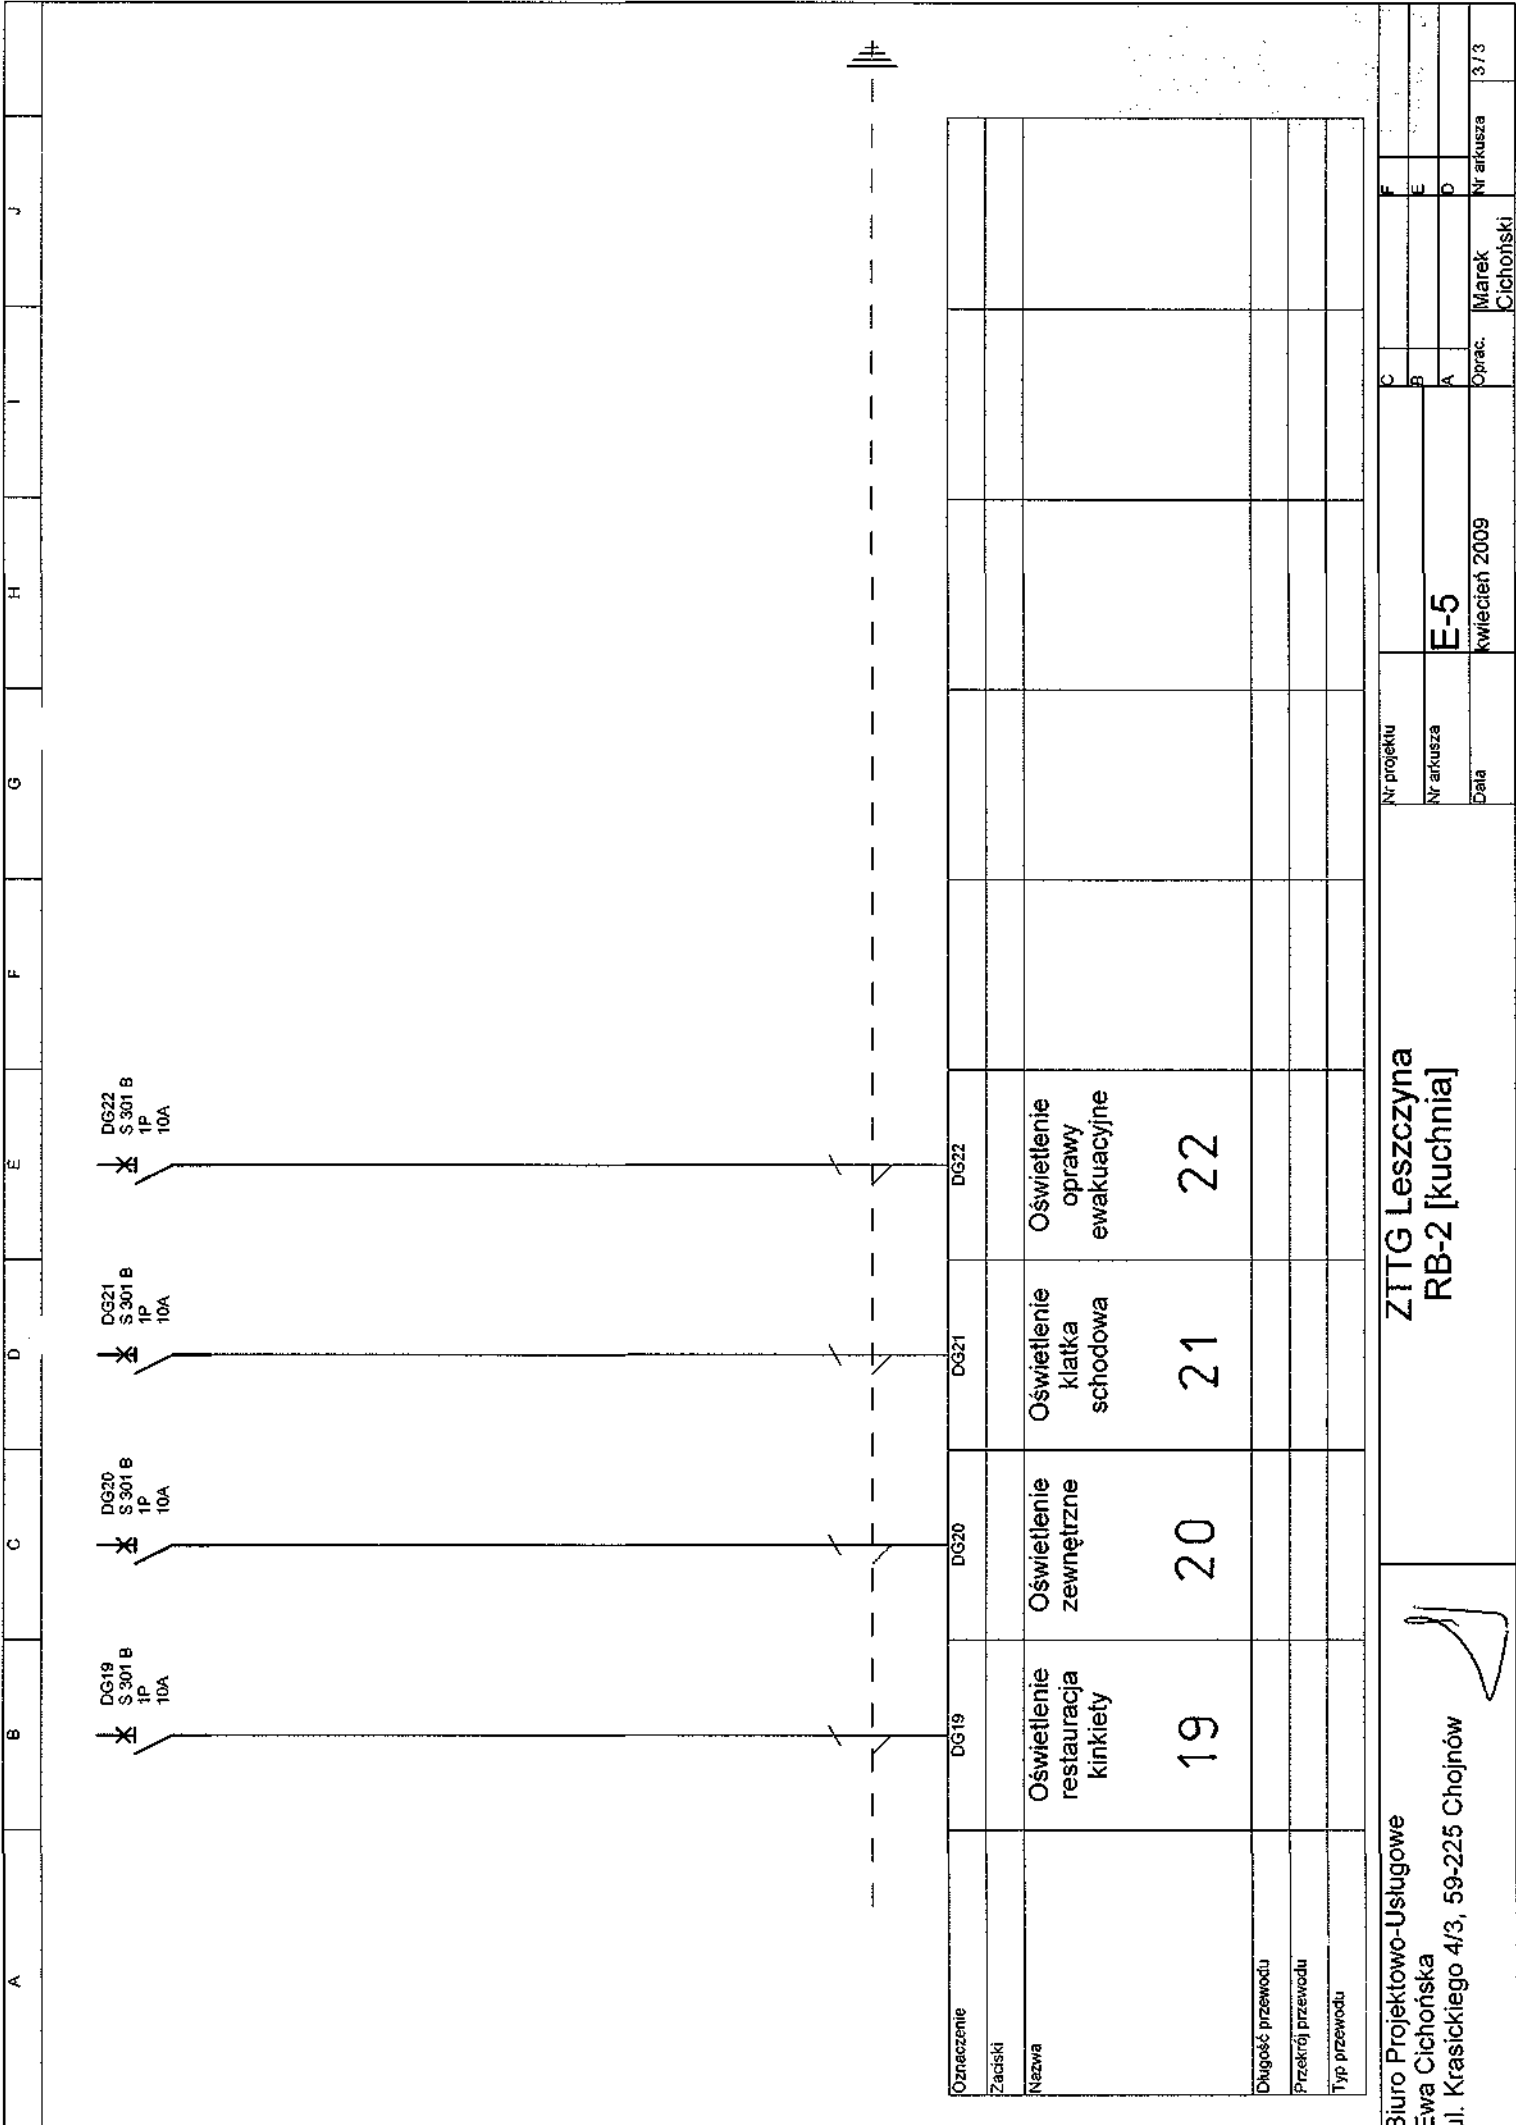 A B C D E F G H I J
DG19
S 301 B
1P
10A
DG20
S 301 B
1P
10A
DG21
S 301 B
1P
10A
DG22
S 301 B
1P
10A
Oznaczenie DG19 DG20 DG21 DG22
Zaciski
Nazwa
Oświetlenie
restauracja
kinkiety
19
Oświetlenie
zewnętrzne
20
Oświetlenie
klatka
schodowa
21
Oświetlenie
oprawy
ewakuacyjne
22
Długość przewodu
Przekrój przewodu
Typ przewodu
Biuro Projektowo-Usługowe
Ewa Cichońska
ul. Krasickiego 4/3, 59-225 Chojnów
ZTTG Leszczyna
RB-2 [kuchnia]
Nr projektu
Nr arkusza E-5
Data kwiecień 2009
C F
B E
A D
Oprac. Marek
Cichoński
Nr arkusza 3 / 3